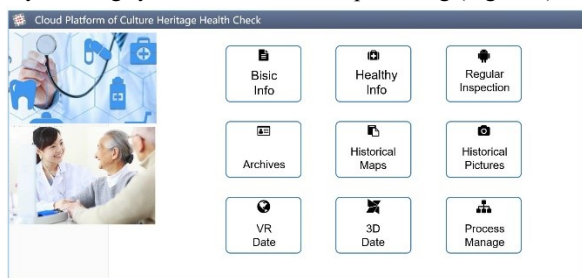 Cloud Platform of Culture Heritage Health Check
Bisic
Info
Healthy
Info
Regular
Inspection
Archives
Historical
Maps
Historical
Pictures
VR
Date
3D
Date
Process
Manage